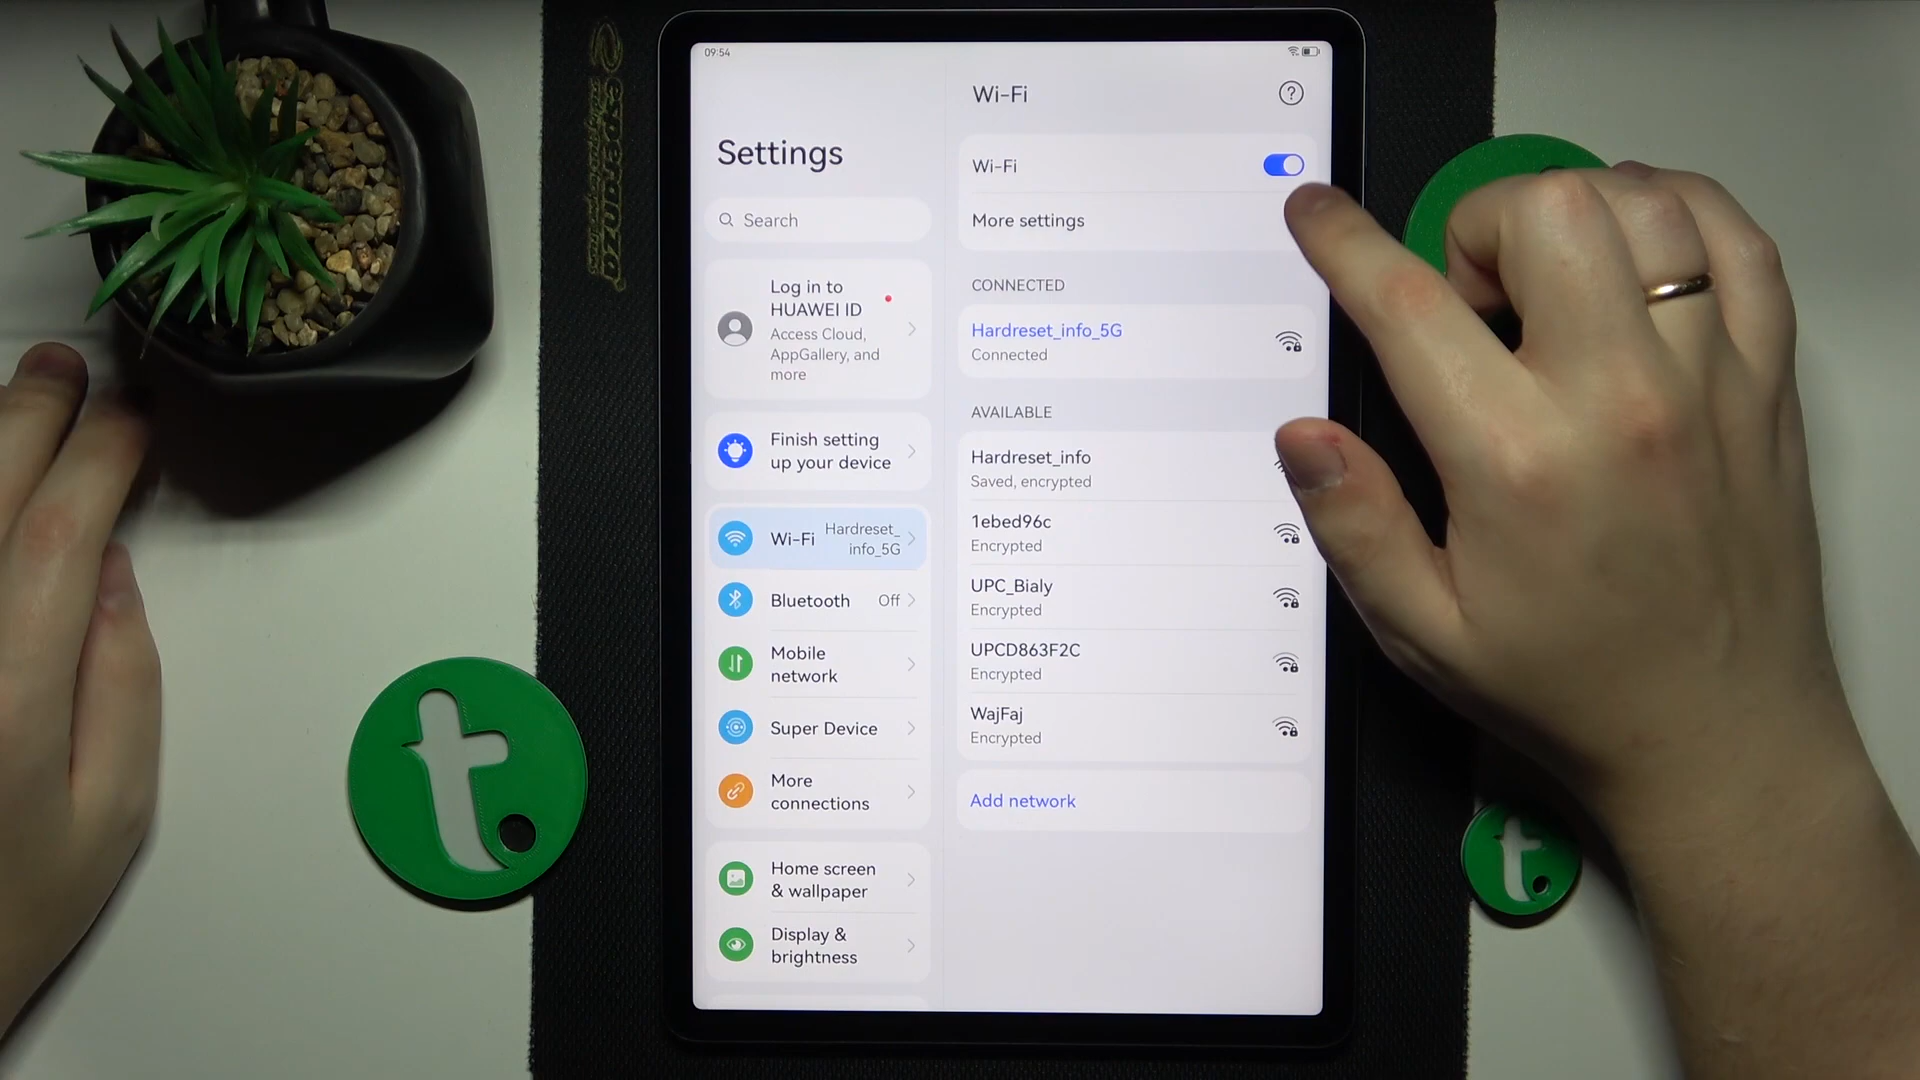 09:54
Settings
Search
Log in to
HUAWEI ID
Access Cloud,
AppGallery, and
more
Finish setting
up your device
Wi-Fi
Hardreset_
info_5G
Bluetooth
Off
Mobile
network
Super Device
More
connections
Home screen
& wallpaper
Display &
brightness
Wi-Fi
?
Wi-Fi
More settings
CONNECTED
Hardreset_info_5G
Connected
AVAILABLE
Hardreset_info
Saved, encrypted
1ebed96c
Encrypted
UPC_Bialy
Encrypted
UPCD863F2C
Encrypted
WajFaj
Encrypted
Add network
esperanza
t
t